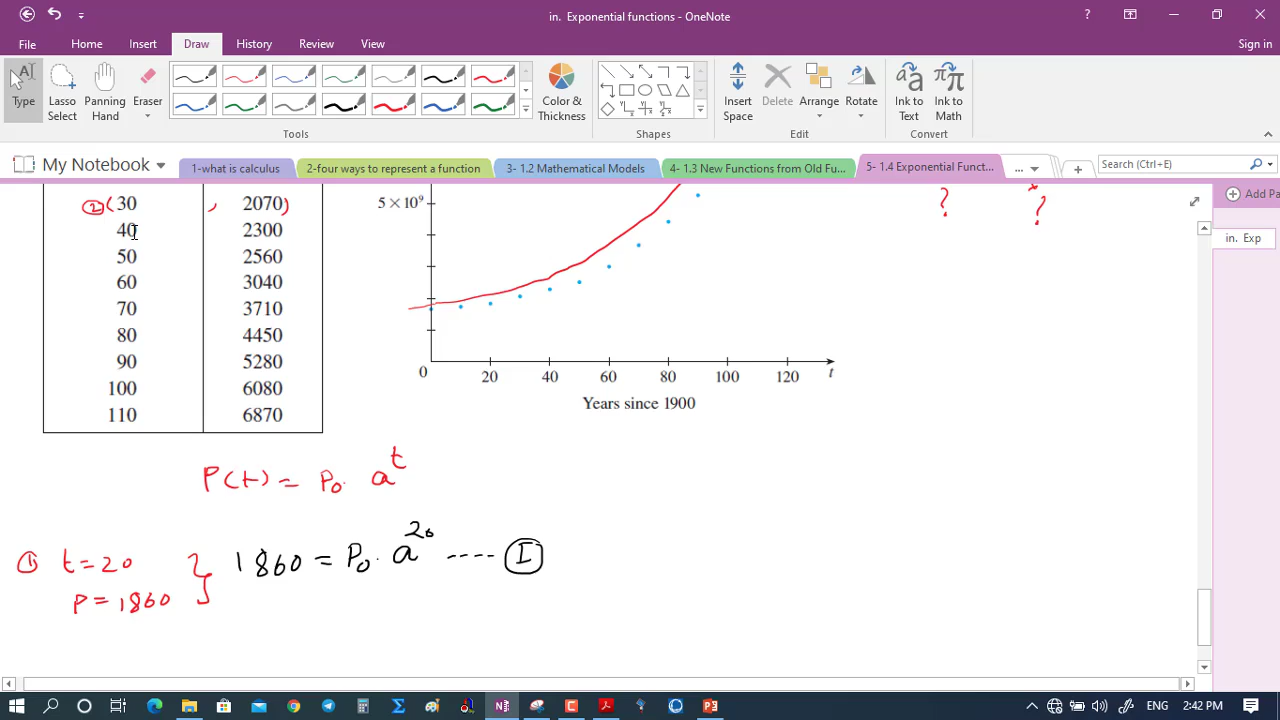 in. Exponential functions - OneNote
?
File Home Insert Draw History Review View Sign in
Type Lasso Select Panning Hand Eraser
Color & Thickness
Insert Space Delete Arrange Rotate Ink to Text Ink to Math
Tools Shapes Edit Convert
My Notebook 1-what is calculus 2-four ways to represent a function 3- 1.2 Mathematical Models 4- 1.3 New Functions from Old Fu... 5- 1.4 Exponential Funct... ... Search (Ctrl+E)
Add Pa
in. Exp
② (30 , 2070)
40 2300
50 2560
60 3040
70 3710
80 4450
90 5280
100 6080
110 6870
5 × 10⁹
? ?
0 20 40 60 80 100 120 t
Years since 1900
P(t) = P₀ . a^t
① t = 20
P = 1860
1860 = P₀ . a^20 ---- Ⓘ
2:42 PM